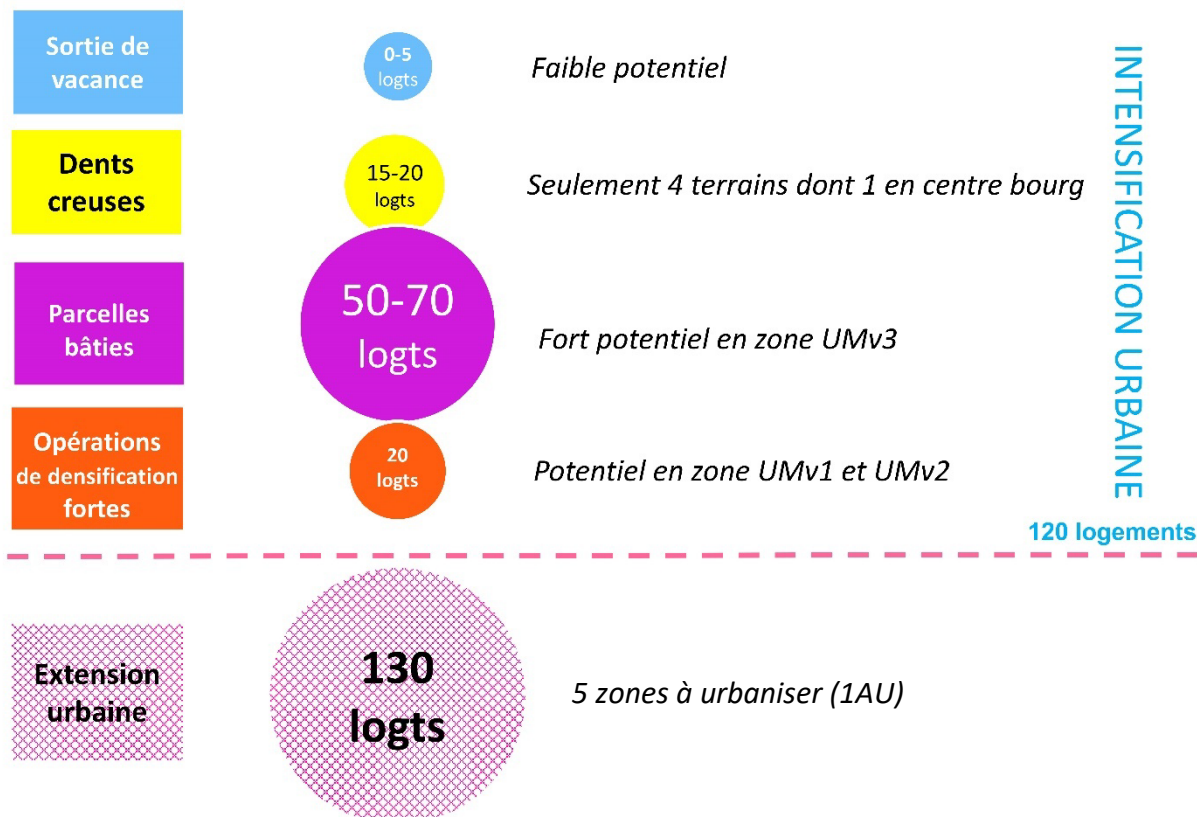 Sortie de
vacance
0-5
logts
Faible potentiel
Dents
creuses
15-20
logts
Seulement 4 terrains dont 1 en centre bourg
Parcelles
bâties
50-70
logts
Fort potentiel en zone UMv3
Opérations
de densification
fortes
20
logts
Potentiel en zone UMv1 et UMv2
INTENSIFICATION URBAINE
120 logements
Extension
urbaine
130
logts
5 zones à urbaniser (1AU)